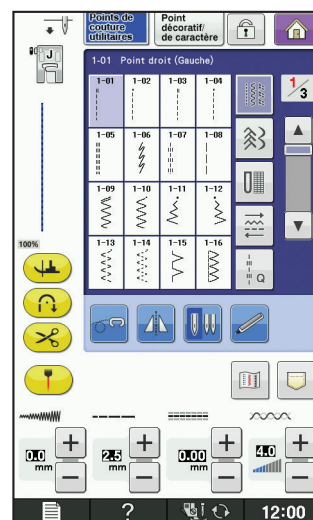 Points de couture utilitaires
Point décoratif/ de caractère
J
1-01 Point droit (Gauche)
1-01 1-02 1-03 1-04
1/3
1-05 1-06 1-07 1-08
1-09 1-10 1-11 1-12
1-13 1-14 1-15 1-16
100%
Q
0.0 mm
2.5 mm
0.00 mm
4.0
+ + + +
− − − −
? 12:00